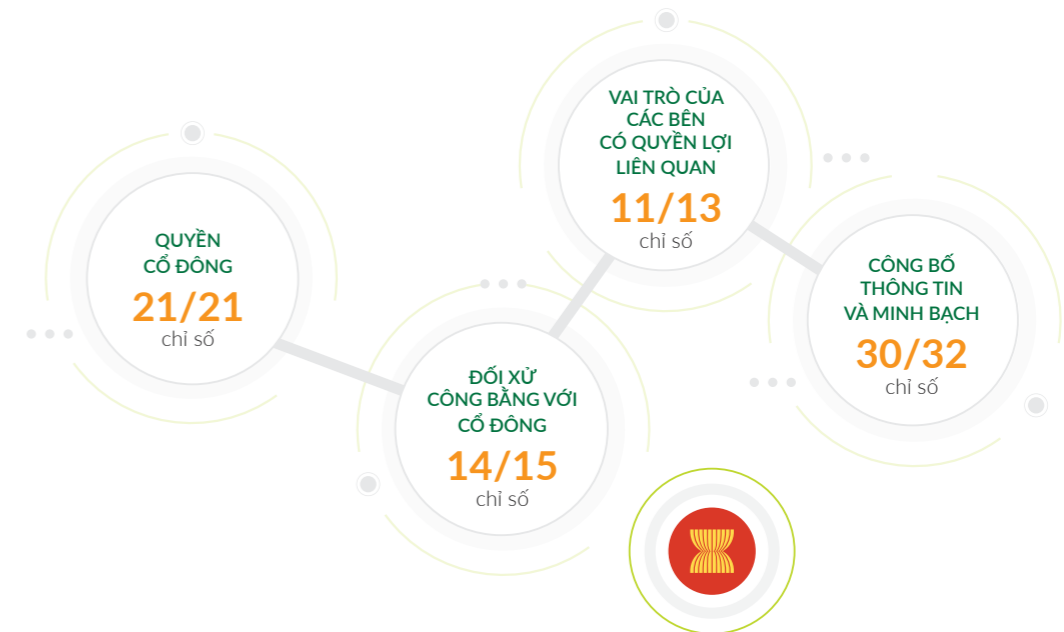 QUYỀN
CỔ ĐÔNG
21/21
chỉ số
ĐỐI XỬ
CÔNG BẰNG VỚI
CỔ ĐÔNG
14/15
chỉ số
VAI TRÒ CỦA
CÁC BÊN
CÓ QUYỀN LỢI
LIÊN QUAN
11/13
chỉ số
CÔNG BỐ
THÔNG TIN
VÀ MINH BẠCH
30/32
chỉ số